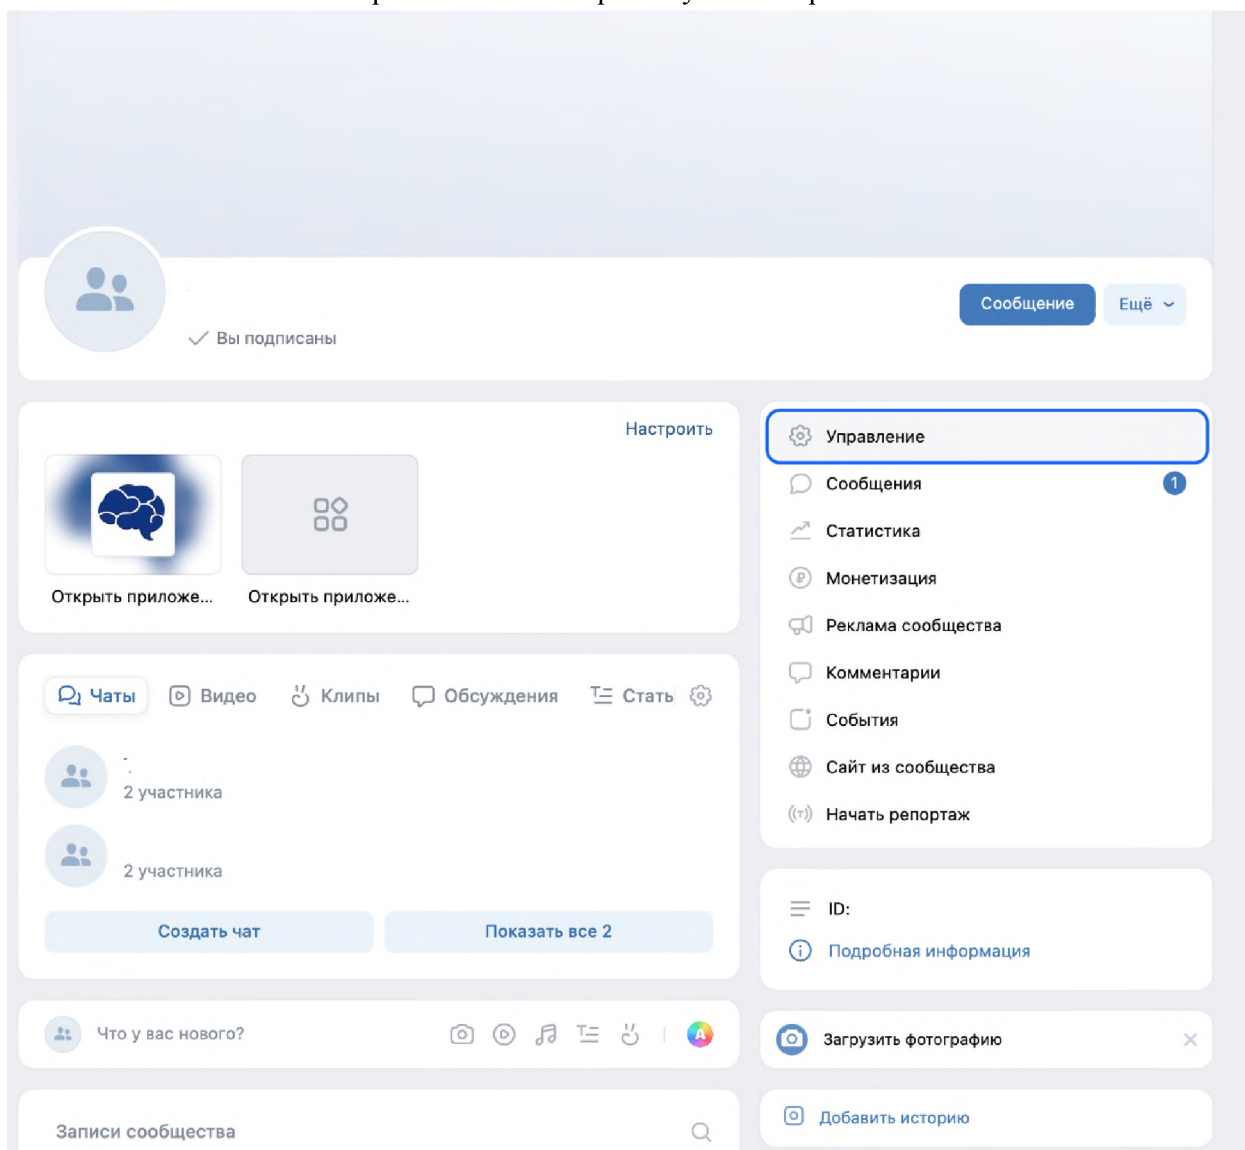 Вы подписаны
Сообщение
Ещё
Настроить
Открыть приложе...
Открыть приложе...
Чаты
Видео
Клипы
Обсуждения
Стать
2 участника
2 участника
Создать чат
Показать все 2
Что у вас нового?
Записи сообщества
Управление
Сообщения 1
Статистика
Монетизация
Реклама сообщества
Комментарии
События
Сайт из сообщества
Начать репортаж
ID:
Подробная информация
Загрузить фотографию
Добавить историю